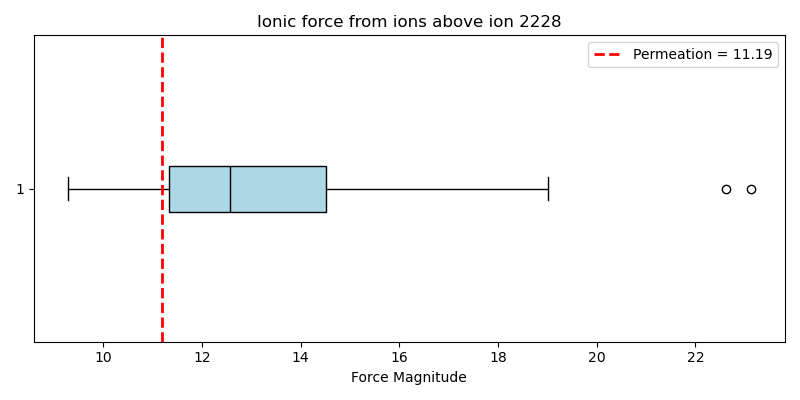 Ionic force from ions above ion 2228
Permeation = 11.19
1
10 12 14 16 18 20 22
Force Magnitude